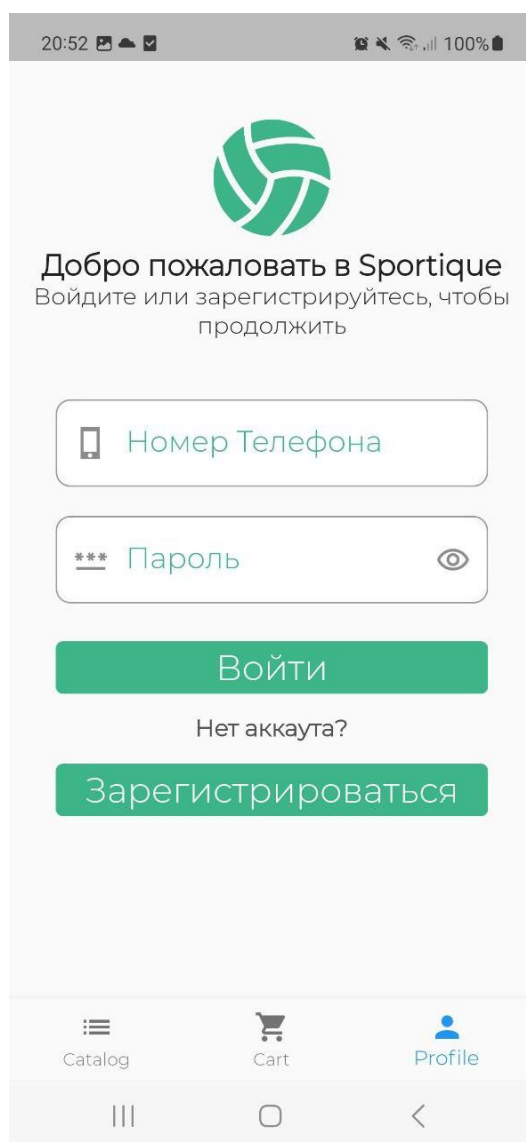 20:52 100%
Добро пожаловать в Sportique
Войдите или зарегистрируйтесь, чтобы
продолжить
Номер Телефона
*** Пароль
Войти
Нет аккаута?
Зарегистрироваться
Catalog Cart Profile